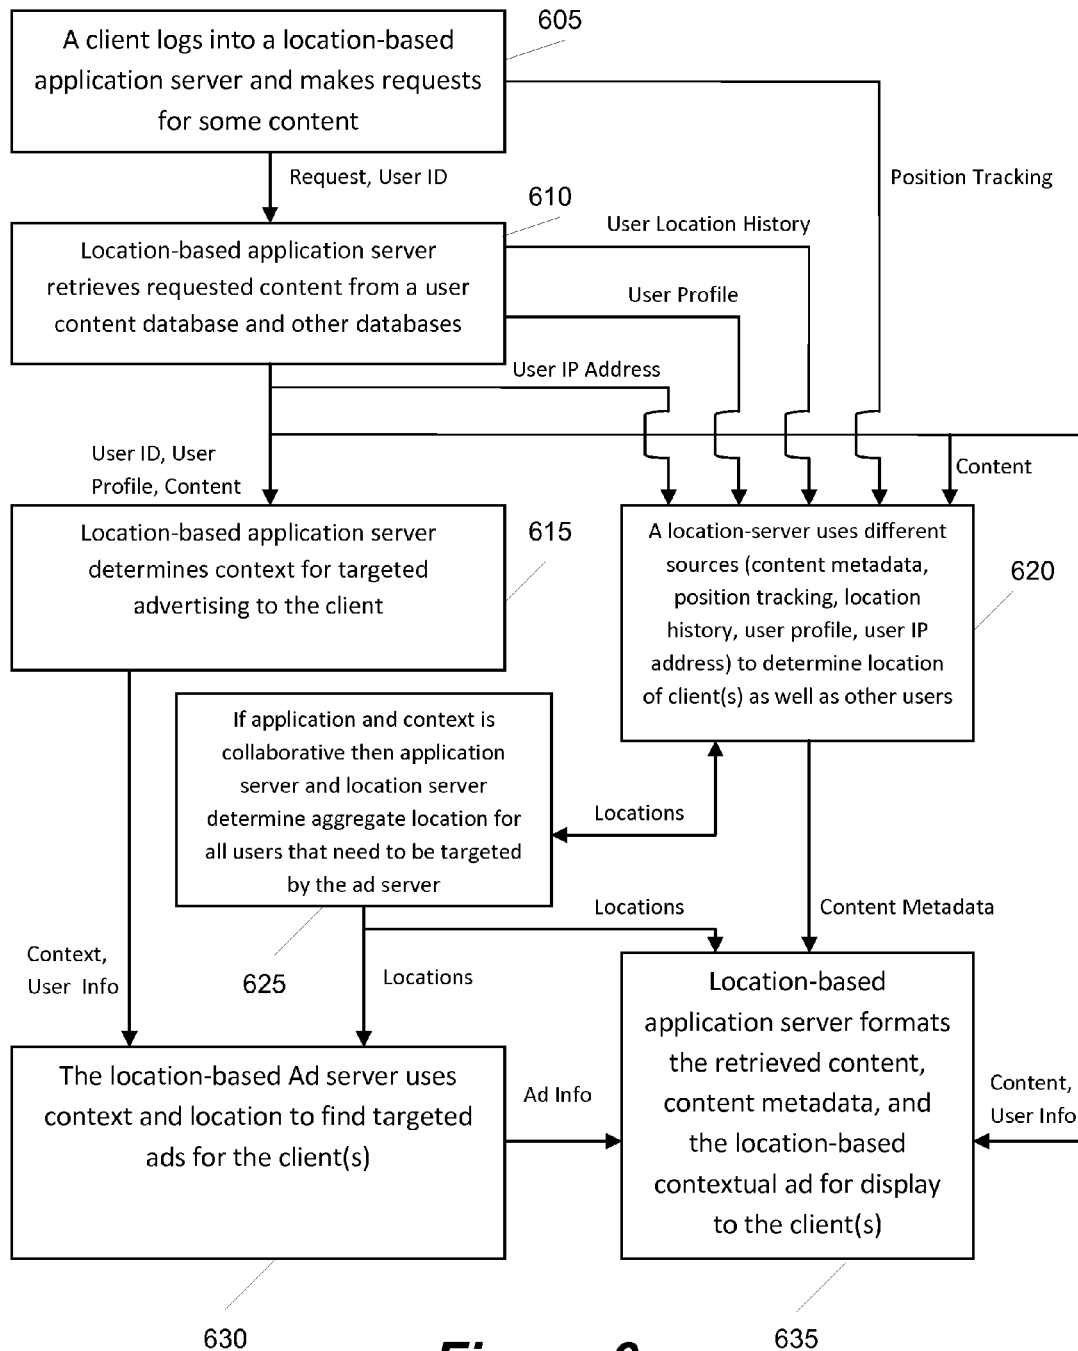 605
A client logs into a location-based
application server and makes requests
for some content
Request, User ID
Position Tracking
610
User Location History
Location-based application server
retrieves requested content from a user
content database and other databases
User Profile
User IP Address
User ID, User
Profile, Content
Content
Location-based application server
determines context for targeted
advertising to the client
615
A location-server uses different
sources (content metadata,
position tracking, location
history, user profile, user IP
address) to determine location
of client(s) as well as other users
620
If application and context is
collaborative then application
server and location server
determine aggregate location for
all users that need to be targeted
by the ad server
Locations
Locations
Content Metadata
Context,
User Info
625
Locations
Location-based
application server formats
the retrieved content,
content metadata, and
the location-based
contextual ad for display
to the client(s)
The location-based Ad server uses
context and location to find targeted
ads for the client(s)
Ad Info
Content,
User Info
630
635